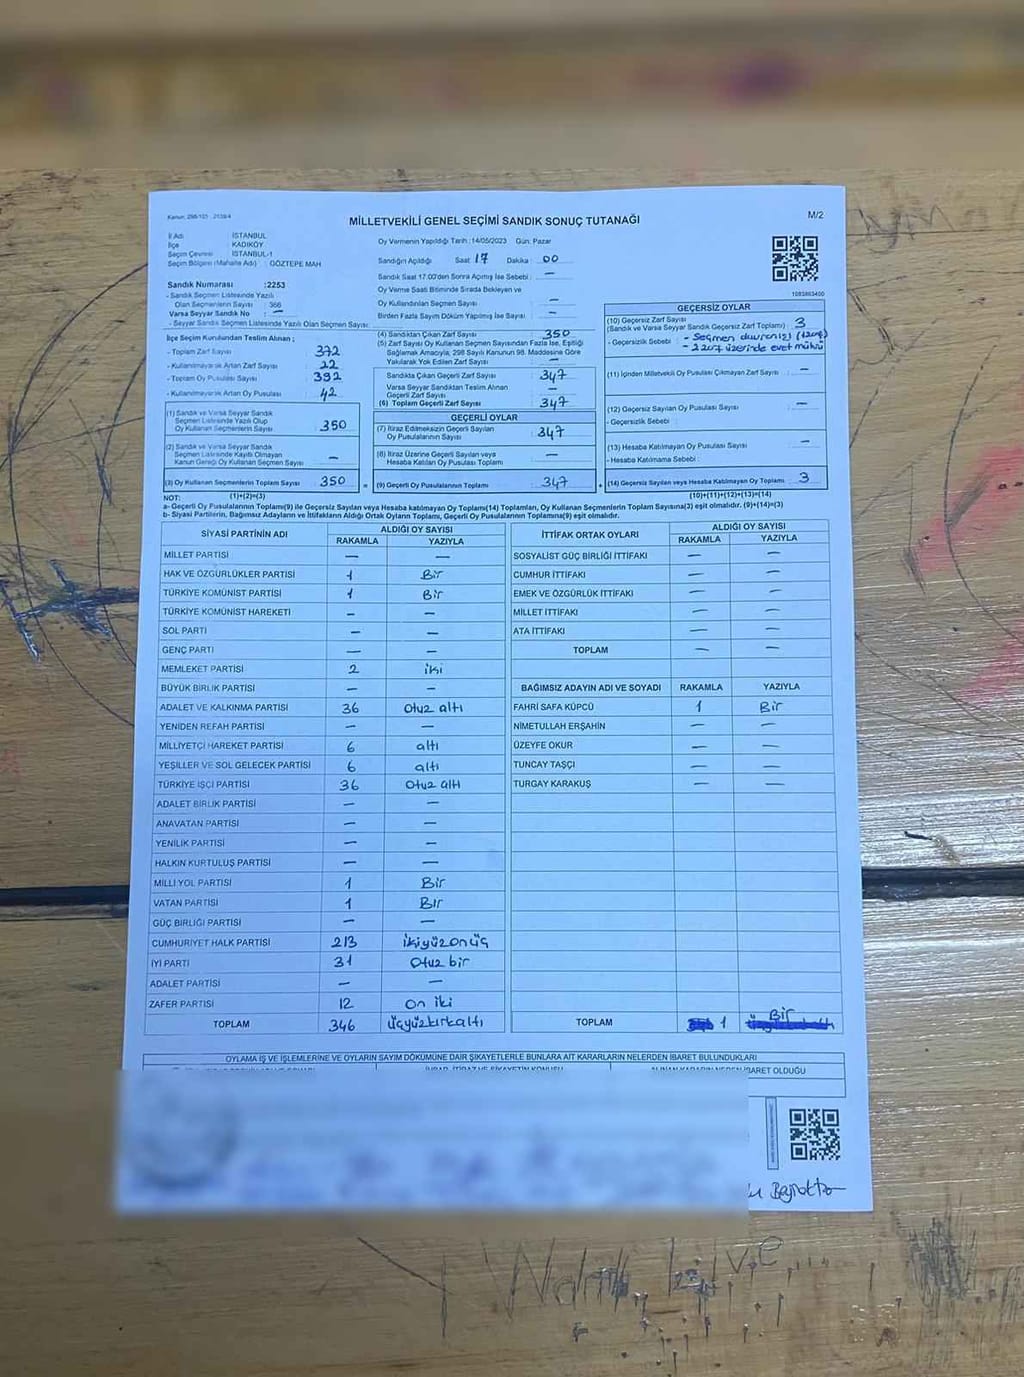 Kanun: 298/105 : 2139/4
MİLLETVEKİLİ GENEL SEÇİMİ SANDIK SONUÇ TUTANAĞI
M/2
İl Adı : İSTANBUL
İlçe : KADIKÖY
Seçim Çevresi : İSTANBUL-1
Seçim Bölgesi (Mahalle Adı) : GÖZTEPE MAH
Sandık Numarası :2253
- Sandık Seçmen Listesinde Yazılı
Olan Seçmenlerin Sayısı : 366
Varsa Seyyar Sandık No : —
- Seyyar Sandık Seçmen Listesinde Yazılı Olan Seçmen Sayısı:
Oy Vermenin Yapıldığı Tarih :14/05/2023 Gün: Pazar
Sandığın Açıldığı Saat 17 Dakika : 00
Sandık Saat 17:00'den Sonra Açılmış İse Sebebi : —
Oy Verme Saati Bitiminde Sırada Bekleyen ve
Oy Kullandırılan Seçmen Sayısı : —
Birden Fazla Sayım Döküm Yapılmış İse Sayısı : —
1093893400
İlçe Seçim Kurulundan Teslim Alınan ;
- Toplam Zarf Sayısı : 372
- Kullanılmayarak Artan Zarf Sayısı : 22
- Toplam Oy Pusulası Sayısı : 392
- Kullanılmayarak Artan Oy Pusulası : 42
(1) Sandık ve Varsa Seyyar Sandık
Seçmen Listesinde Yazılı Olup
Oy Kullanan Seçmenlerin Sayısı 350
(2) Sandık ve Varsa Seyyar Sandık
Seçmen Listesinde Kayıtlı Olmayan
Kanun Gereği Oy Kullanan Seçmen Sayısı —
(3) Oy Kullanan Seçmenlerin Toplam Sayısı 350
(4) Sandıktan Çıkan Zarf Sayısı : 350
(5) Zarf Sayısı Oy Kullanan Seçmen Sayısından Fazla İse, Eşitliği
Sağlamak Amacıyla, 298 Sayılı Kanunun 98. Maddesine Göre
Yakılarak Yok Edilen Zarf Sayısı : —
Sandıkta Çıkan Geçerli Zarf Sayısı : 347
Varsa Seyyar Sandıktan Teslim Alınan
Geçerli Zarf Sayısı : —
(6) Toplam Geçerli Zarf Sayısı : 347
GEÇERLİ OYLAR
(7) İtiraz Edilmeksizin Geçerli Sayılan
Oy Pusulalarının Sayısı : 347
(8) İtiraz Üzerine Geçerli Sayılan veya
Hesaba Katılan Oy Pusulaları Toplamı : —
= (9) Geçerli Oy Pusulalarının Toplamı : 347
GEÇERSİZ OYLAR
(10) Geçersiz Zarf Sayısı
(Sandık ve Varsa Seyyar Sandık Geçersiz Zarf Toplamı) : 3
- Geçersizlik Sebebi :
üzerinde evet mührü
(11) İçinden Milletvekili Oy Pusulası Çıkmayan Zarf Sayısı : —
(12) Geçersiz Sayılan Oy Pusulası Sayısı : —
- Geçersizlik Sebebi :
(13) Hesaba Katılmayan Oy Pusulası Sayısı : —
- Hesaba Katılmama Sebebi :
+ (14) Geçersiz Sayılan veya Hesaba Katılmayan Oy Toplamı : 3
NOT: (1)+(2)=(3)
(10)+(11)+(12)+(13)=(14)
a- Geçerli Oy Pusulalarının Toplamı(9) ile Geçersiz Sayılan veya Hesaba Katılmayan Oy Toplamı(14) Toplamları, Oy Kullanan Seçmenlerin Toplam Sayısına(3) eşit olmalıdır. (9)+(14)=(3)
b- Siyasi Partilerin, Bağımsız Adayların ve İttifakların Aldığı Ortak Oyların Toplamı, Geçerli Oy Pusulalarının Toplamına(9) eşit olmalıdır.
SİYASİ PARTİNİN ADI ALDIĞI OY SAYISI
RAKAMLA YAZIYLA
MİLLET PARTİSİ — —
HAK VE ÖZGÜRLÜKLER PARTİSİ 1 Bir
TÜRKİYE KOMÜNİST PARTİSİ 1 Bir
TÜRKİYE KOMÜNİST HAREKETİ — —
SOL PARTİ — —
GENÇ PARTİ — —
MEMLEKET PARTİSİ 2 iki
BÜYÜK BİRLİK PARTİSİ — —
ADALET VE KALKINMA PARTİSİ 36 otuz altı
YENİDEN REFAH PARTİSİ — —
MİLLİYETÇİ HAREKET PARTİSİ 6 altı
YEŞİLLER VE SOL GELECEK PARTİSİ 6 altı
TÜRKİYE İŞÇİ PARTİSİ 36 otuz altı
ADALET BİRLİK PARTİSİ — —
ANAVATAN PARTİSİ — —
YENİLİK PARTİSİ — —
HALKIN KURTULUŞ PARTİSİ — —
MİLLİ YOL PARTİSİ 1 Bir
VATAN PARTİSİ 1 Bir
GÜÇ BİRLİĞİ PARTİSİ — —
CUMHURİYET HALK PARTİSİ 213 ikiyüzonüç
İYİ PARTİ 31 otuz bir
ADALET PARTİSİ — —
ZAFER PARTİSİ 12 on iki
TOPLAM 346 üçyüzkırkaltı
İTTİFAK ORTAK OYLARI ALDIĞI OY SAYISI
RAKAMLA YAZIYLA
SOSYALİST GÜÇ BİRLİĞİ İTTİFAKI — —
CUMHUR İTTİFAKI — —
EMEK VE ÖZGÜRLÜK İTTİFAKI — —
MİLLET İTTİFAKI — —
ATA İTTİFAKI — —
TOPLAM — —
BAĞIMSIZ ADAYIN ADI VE SOYADI RAKAMLA YAZIYLA
FAHRİ SAFA KÜPCÜ 1 Bir
NİMETULLAH ERŞAHİN — —
ÜZEYFE OKUR — —
TUNCAY TAŞÇI — —
TURGAY KARAKUŞ — —
TOPLAM 1 Bir
OYLAMA İŞ VE İŞLEMLERİNE VE OYLARIN SAYIM DÖKÜMÜNE DAİR ŞİKAYETLERLE BUNLARA AİT KARARLARIN NELERDEN İBARET BULUNDUKLARI
İHBAR, İTİRAZ VE ŞİKAYETİN KONUSU ALINAN KARARIN NEDEN İBARET OLDUĞU